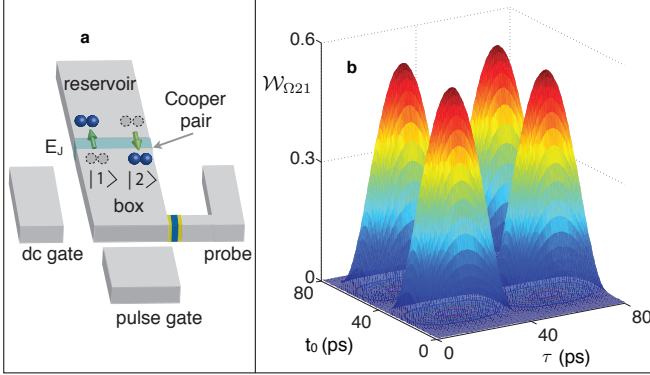 a
reservoir
Cooper
pair
E_J
|1⟩ |2⟩
box
dc gate
probe
pulse gate
b
𝒲_Ω21
0.6
0.3
0
80
40
0
t_0 (ps)
0
40
80
τ (ps)